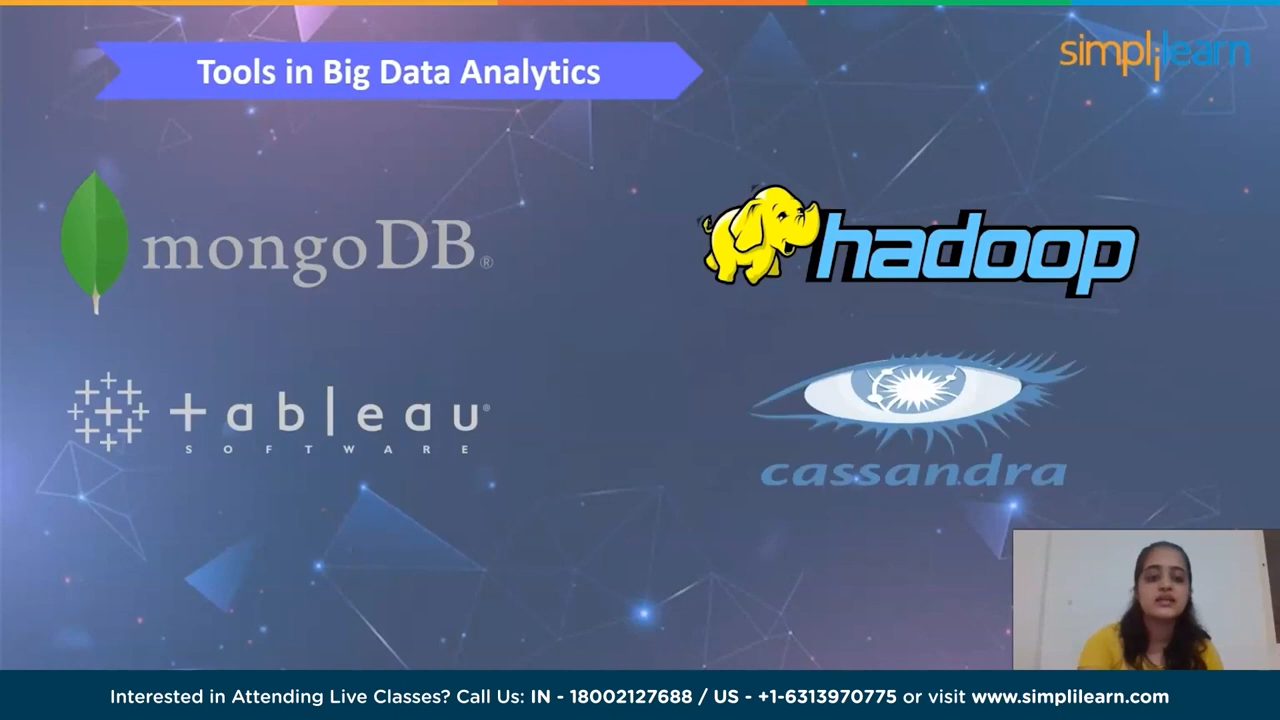 Tools in Big Data Analytics
simplilearn
mongoDB®
hadoop
+ableau®
SOFTWARE
cassandra
Interested in Attending Live Classes? Call Us: IN - 18002127688 / US - +1-6313970775 or visit www.simplilearn.com